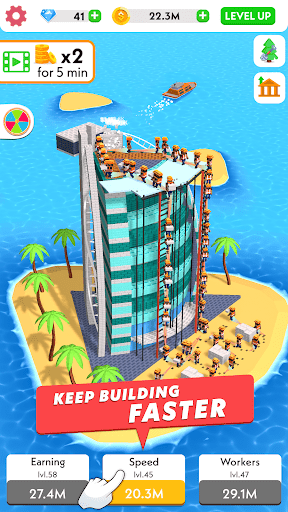 41
22.3M
LEVEL UP
x2
for 5 min
KEEP BUILDING
FASTER
Earning
lvl.58
27.4M
Speed
lvl.45
20.3M
Workers
lvl.47
29.1M